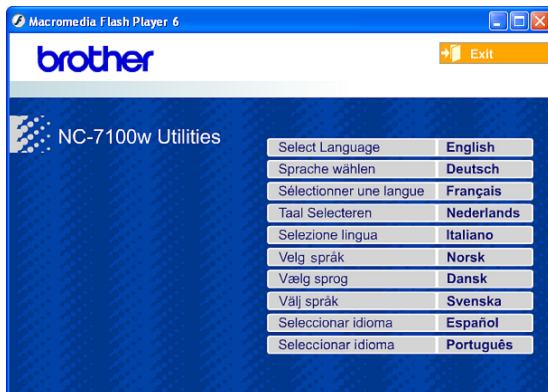 Macromedia Flash Player 6
brother
Exit
NC-7100w Utilities
Select Language English
Sprache wählen Deutsch
Sélectionner une langue Français
Taal Selecteren Nederlands
Selezione lingua Italiano
Velg språk Norsk
Vælg sprog Dansk
Välj språk Svenska
Seleccionar idioma Español
Seleccionar idioma Português